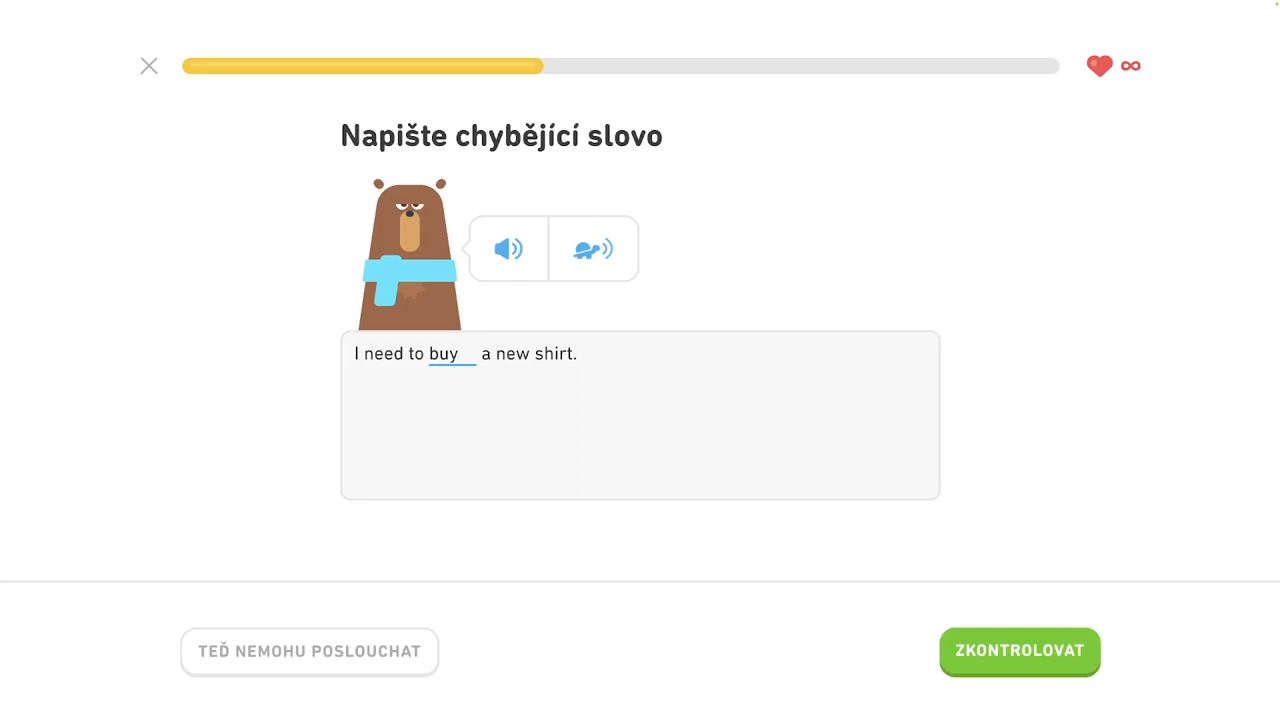 Napište chybějící slovo
I need to buy a new shirt.
TEĎ NEMOHU POSLOUCHAT
ZKONTROLOVAT